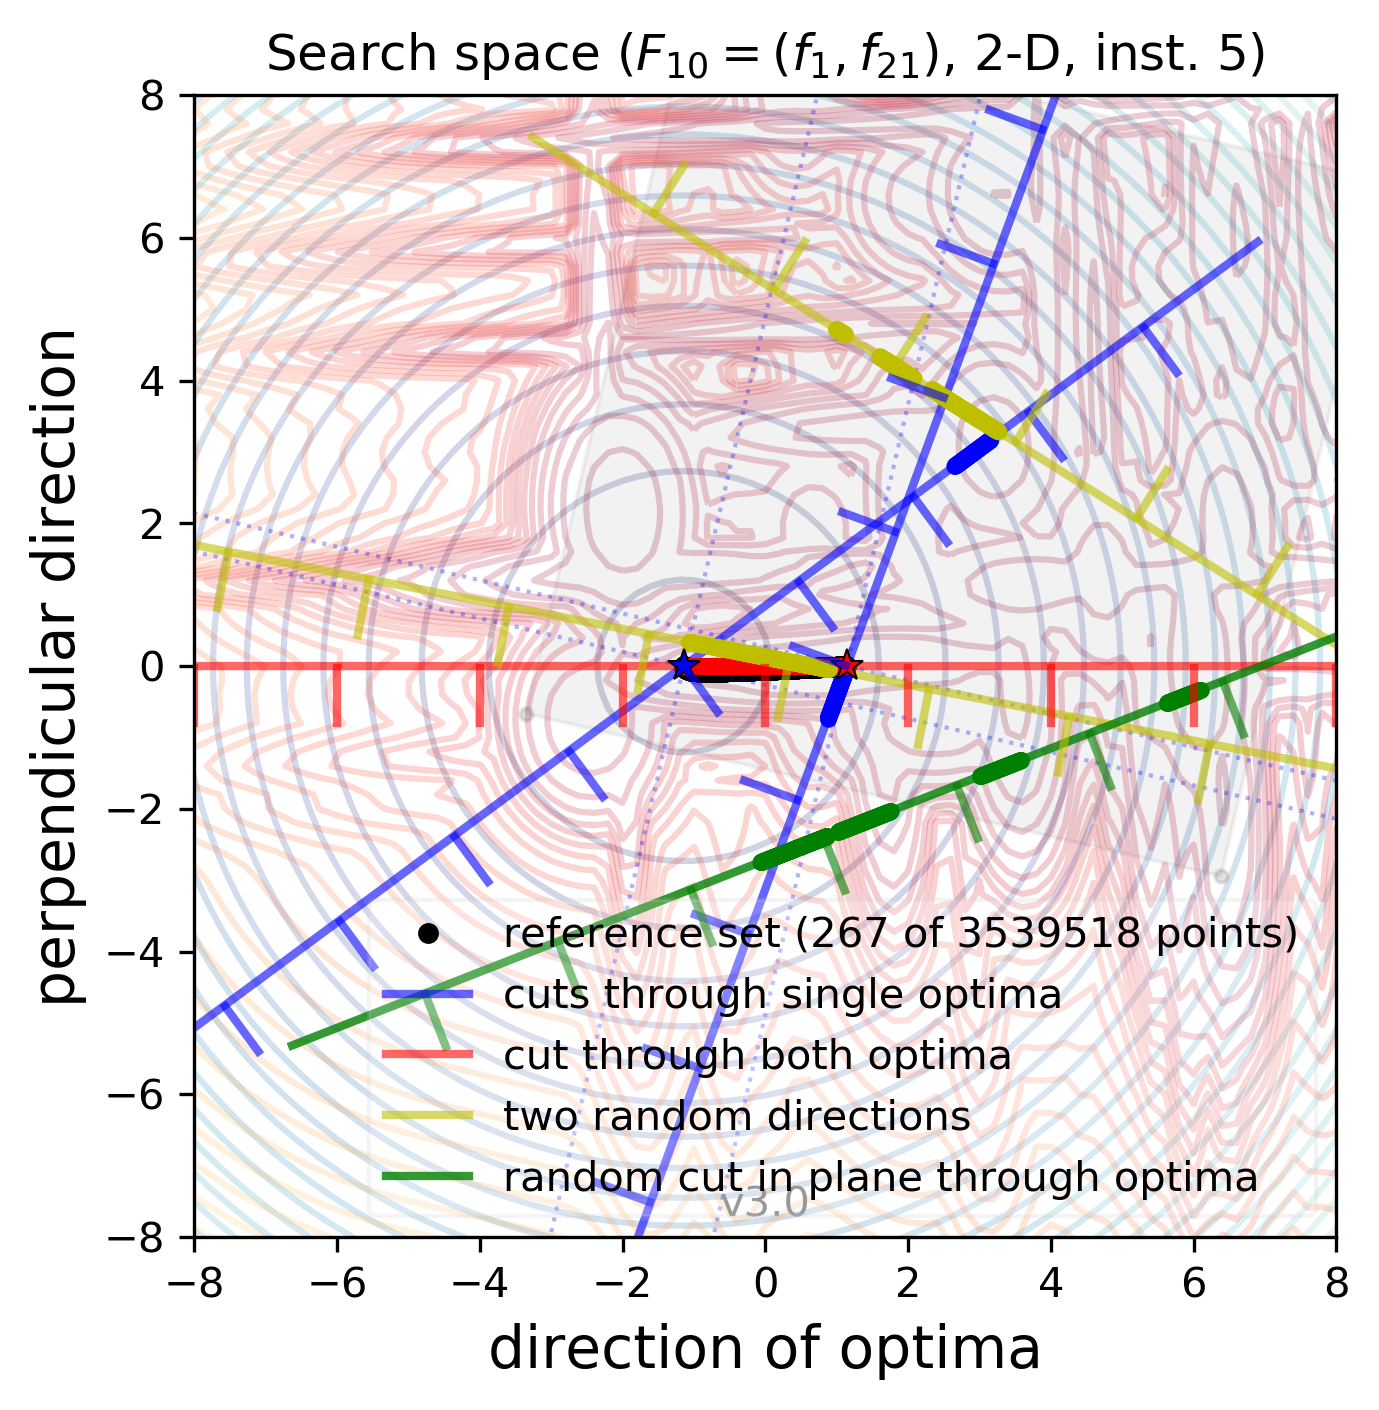 Search space (F10 = (f1, f21), 2-D, inst. 5)
8
6
4
2
0
−2
−4
−6
−8
perpendicular direction
reference set (267 of 3539518 points)
cuts through single optima
cut through both optima
two random directions
random cut in plane through optima
v3.0
−8 −6 −4 −2 0 2 4 6 8
direction of optima